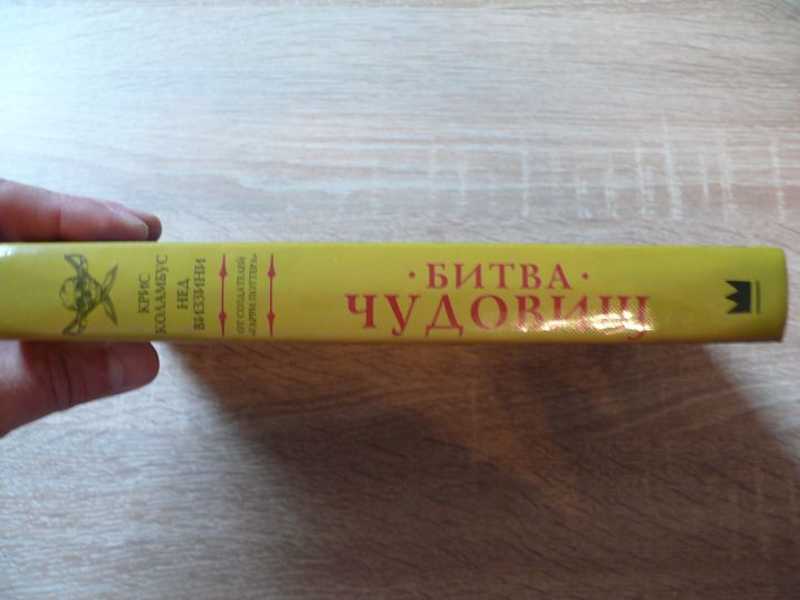 КРИС
КОЛАМБУС
НЕД
ВИЗЗИНИ
ОТ СОЗДАТЕЛЕЙ
«ГАРРИ ПОТТЕРА»
· БИТВА ·
ЧУДОВИЩ